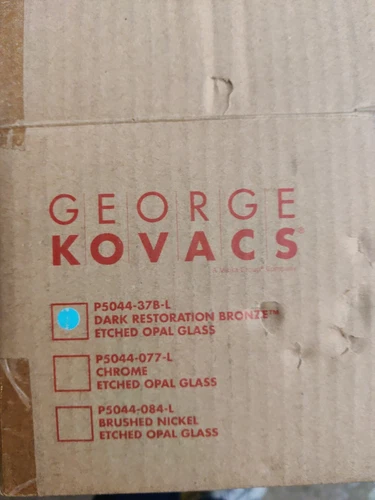 GEORGE
KOVACS®
P5044-37B-L
DARK RESTORATION BRONZE™
ETCHED OPAL GLASS
P5044-077-L
CHROME
ETCHED OPAL GLASS
P5044-084-L
BRUSHED NICKEL
ETCHED OPAL GLASS